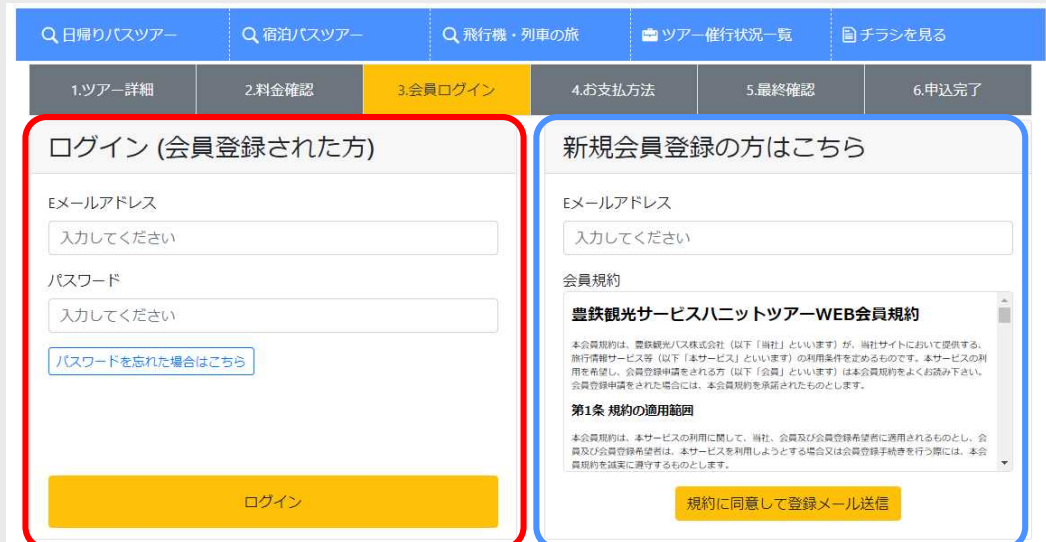 日帰りバスツアー
宿泊バスツアー
飛行機・列車の旅
ツアー催行状況一覧
チラシを見る
1.ツアー詳細
2.料金確認
3.会員ログイン
4.お支払方法
5.最終確認
6.申込完了
ログイン (会員登録された方)
Eメールアドレス
入力してください
パスワード
入力してください
パスワードを忘れた場合はこちら
ログイン
新規会員登録の方はこちら
Eメールアドレス
入力してください
会員規約
豊鉄観光サービスハニットツアーWEB会員規約
本会員規約は、豊鉄観光バス株式会社（以下「当社」といいます）が、当社サイトにおいて提供する、
旅行情報サービス等（以下「本サービス」といいます）の利用条件を定めるものです。本サービスの利
用を希望し、会員登録申請をされる方（以下「会員」といいます）は本会員規約をよくお読み下さい。
会員登録申請をされた場合には、本会員規約を承諾されたものとします。
第1条 規約の適用範囲
本会員規約は、本サービスの利用に関して、当社、会員及び会員登録希望者に適用されるものとし、会
員及び会員登録希望者は、本サービスを利用しようとする場合又は会員登録手続きを行う際には、本会
員規約を誠実に遵守するものとします。
規約に同意して登録メール送信